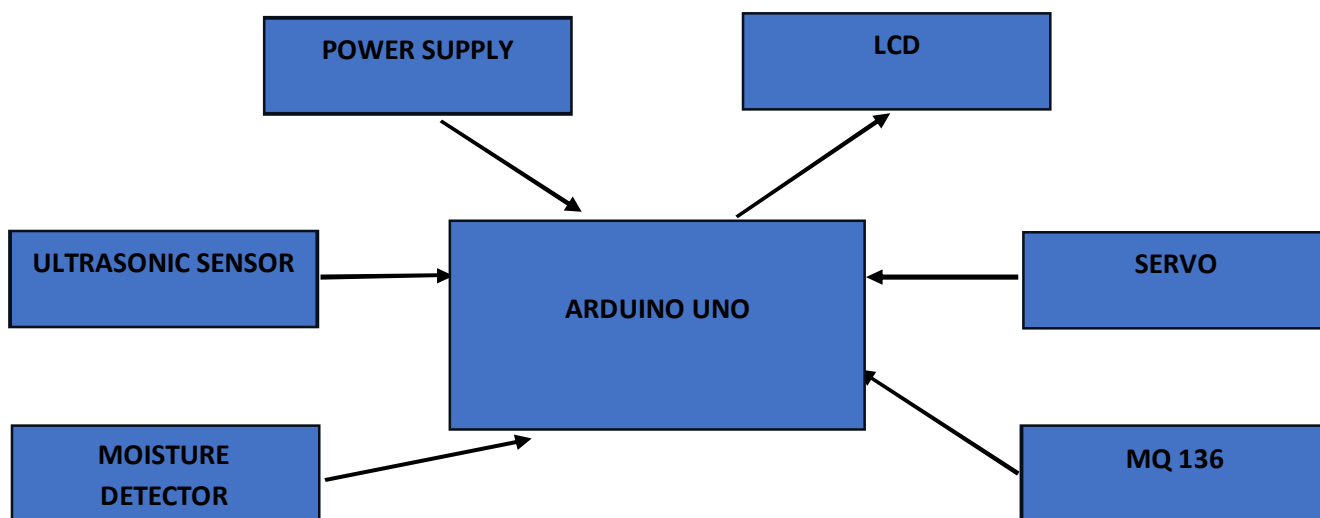 POWER SUPPLY
LCD
ULTRASONIC SENSOR
ARDUINO UNO
SERVO
MOISTURE
DETECTOR
MQ 136